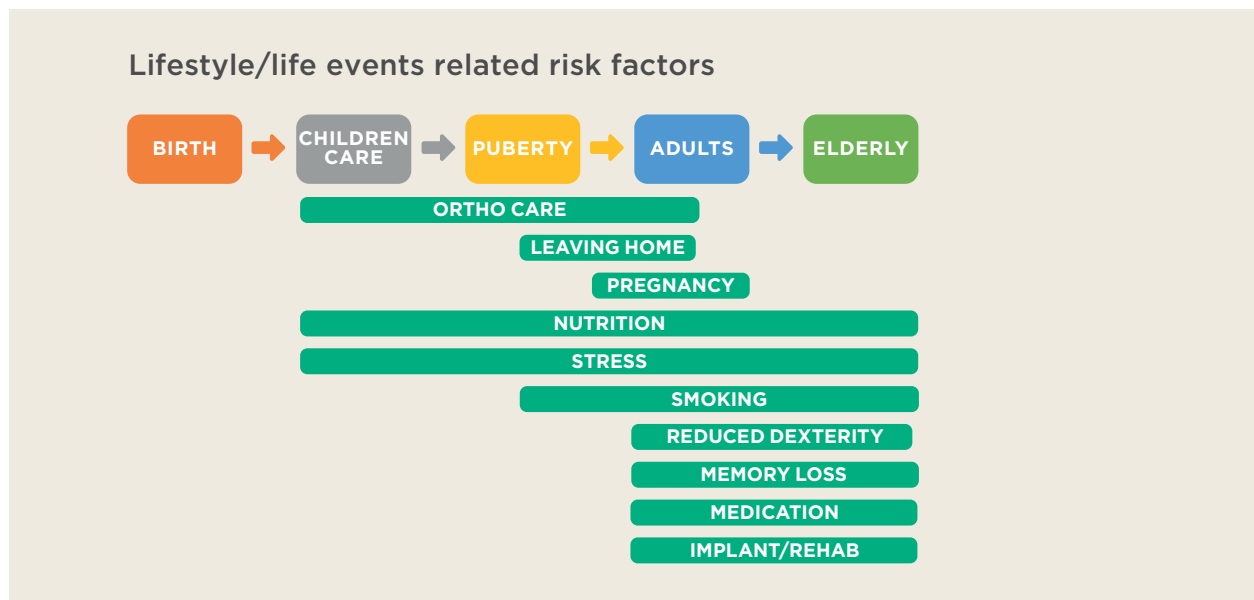 Lifestyle/life events related risk factors
BIRTH
CHILDREN
CARE
PUBERTY
ADULTS
ELDERLY
ORTHO CARE
LEAVING HOME
PREGNANCY
NUTRITION
STRESS
SMOKING
REDUCED DEXTERITY
MEMORY LOSS
MEDICATION
IMPLANT/REHAB